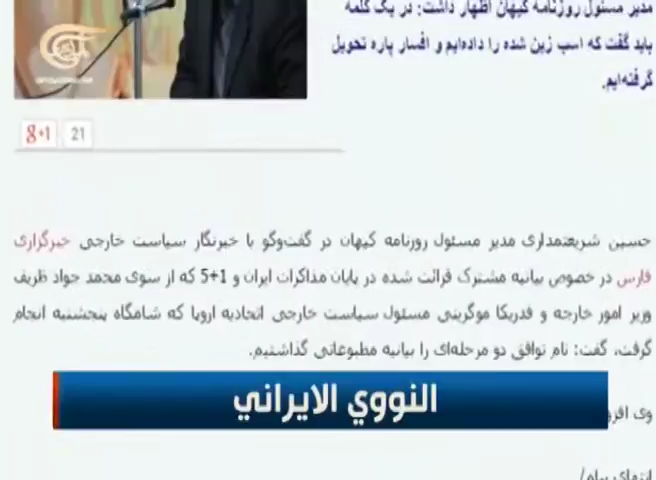 مدیر مسئول روزنامه کیهان اظهار داشت: در یک کلمه
باید گفت که اسب زین شده را داده‌ایم و افسار پاره تحویل
گرفته‌ایم.
g+1 21
حسین شریعتمداری مدیر مسئول روزنامه کیهان در گفت‌وگو با خبرنگار سیاست خارجی خبرگزاری
فارس در خصوص بیانیه مشترک قرائت شده در پایان مذاکرات ایران و 1+5 که از سوی محمد جواد ظریف
وزیر امور خارجه و فدریکا موگرینی مسئول سیاست خارجی اتحادیه اروپا که شامگاه پنجشنبه انجام
گرفت، گفت: نام توافق دو مرحله‌ای را بیانیه مطبوعاتی گذاشتیم.
النووي الايراني
وی
انتهای پیام/